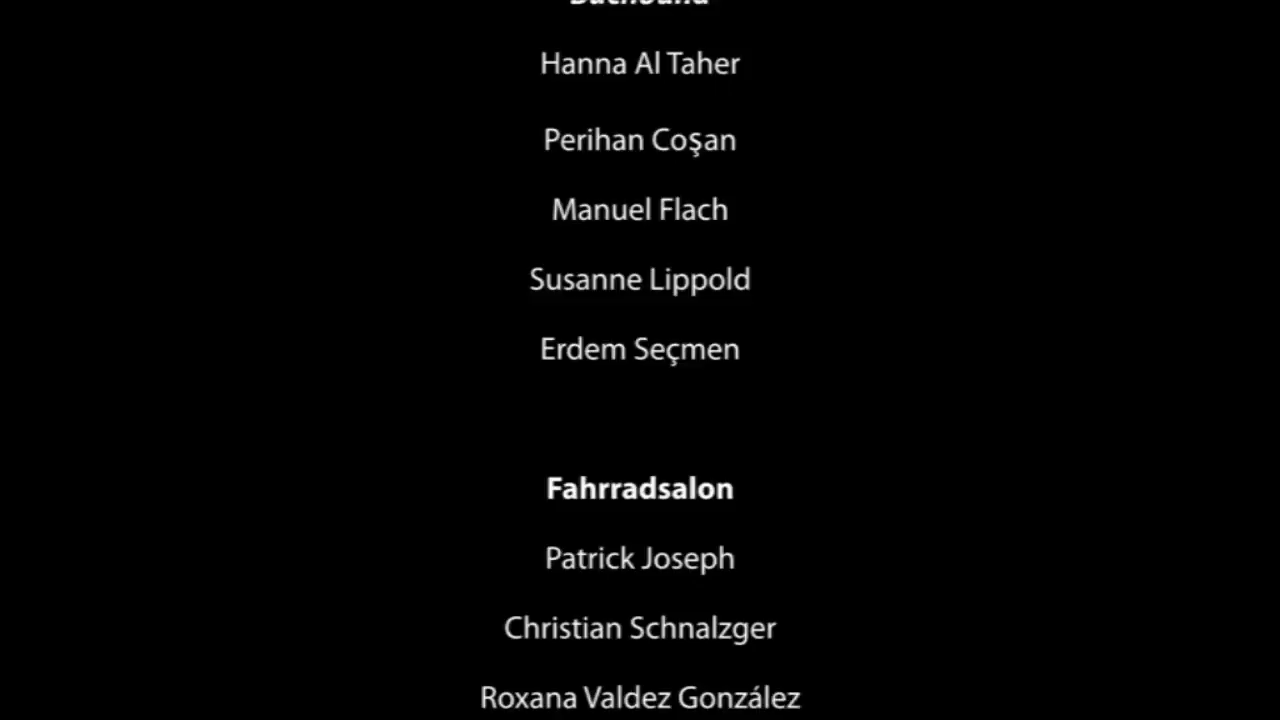 Hanna Al Taher
Perihan Coşan
Manuel Flach
Susanne Lippold
Erdem Seçmen
Fahrradsalon
Patrick Joseph
Christian Schnalzger
Roxana Valdez González